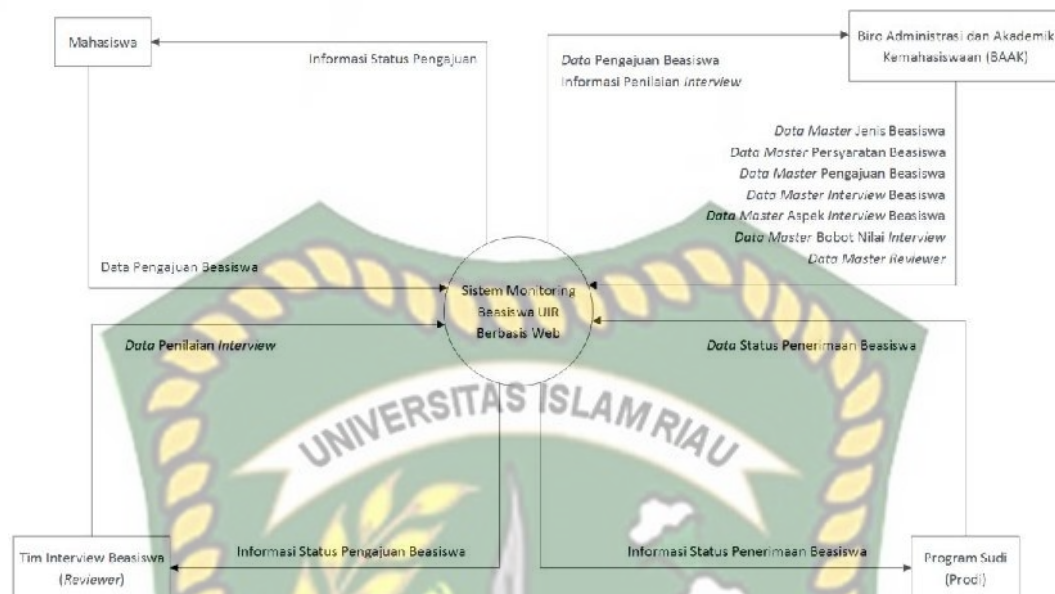 Mahasiswa
Informasi Status Pengajuan
Data Pengajuan Beasiswa
Informasi Penilaian Interview
Biro Administrasi dan Akademik
Kemahasiswaan (BAAK)
Data Master Jenis Beasiswa
Data Master Persyaratan Beasiswa
Data Master Pengajuan Beasiswa
Data Master Interview Beasiswa
Data Master Aspek Interview Beasiswa
Data Master Bobot Nilai Interview
Data Master Reviewer
Data Pengajuan Beasiswa
Sistem Monitoring
Beasiswa UIR
Berbasis Web
Data Penilaian Interview
Data Status Penerimaan Beasiswa
UNIVERSITAS ISLAM RIAU
Tim Interview Beasiswa
(Reviewer)
Informasi Status Pengajuan Beasiswa
Informasi Status Penerimaan Beasiswa
Program Sudi
(Prodi)